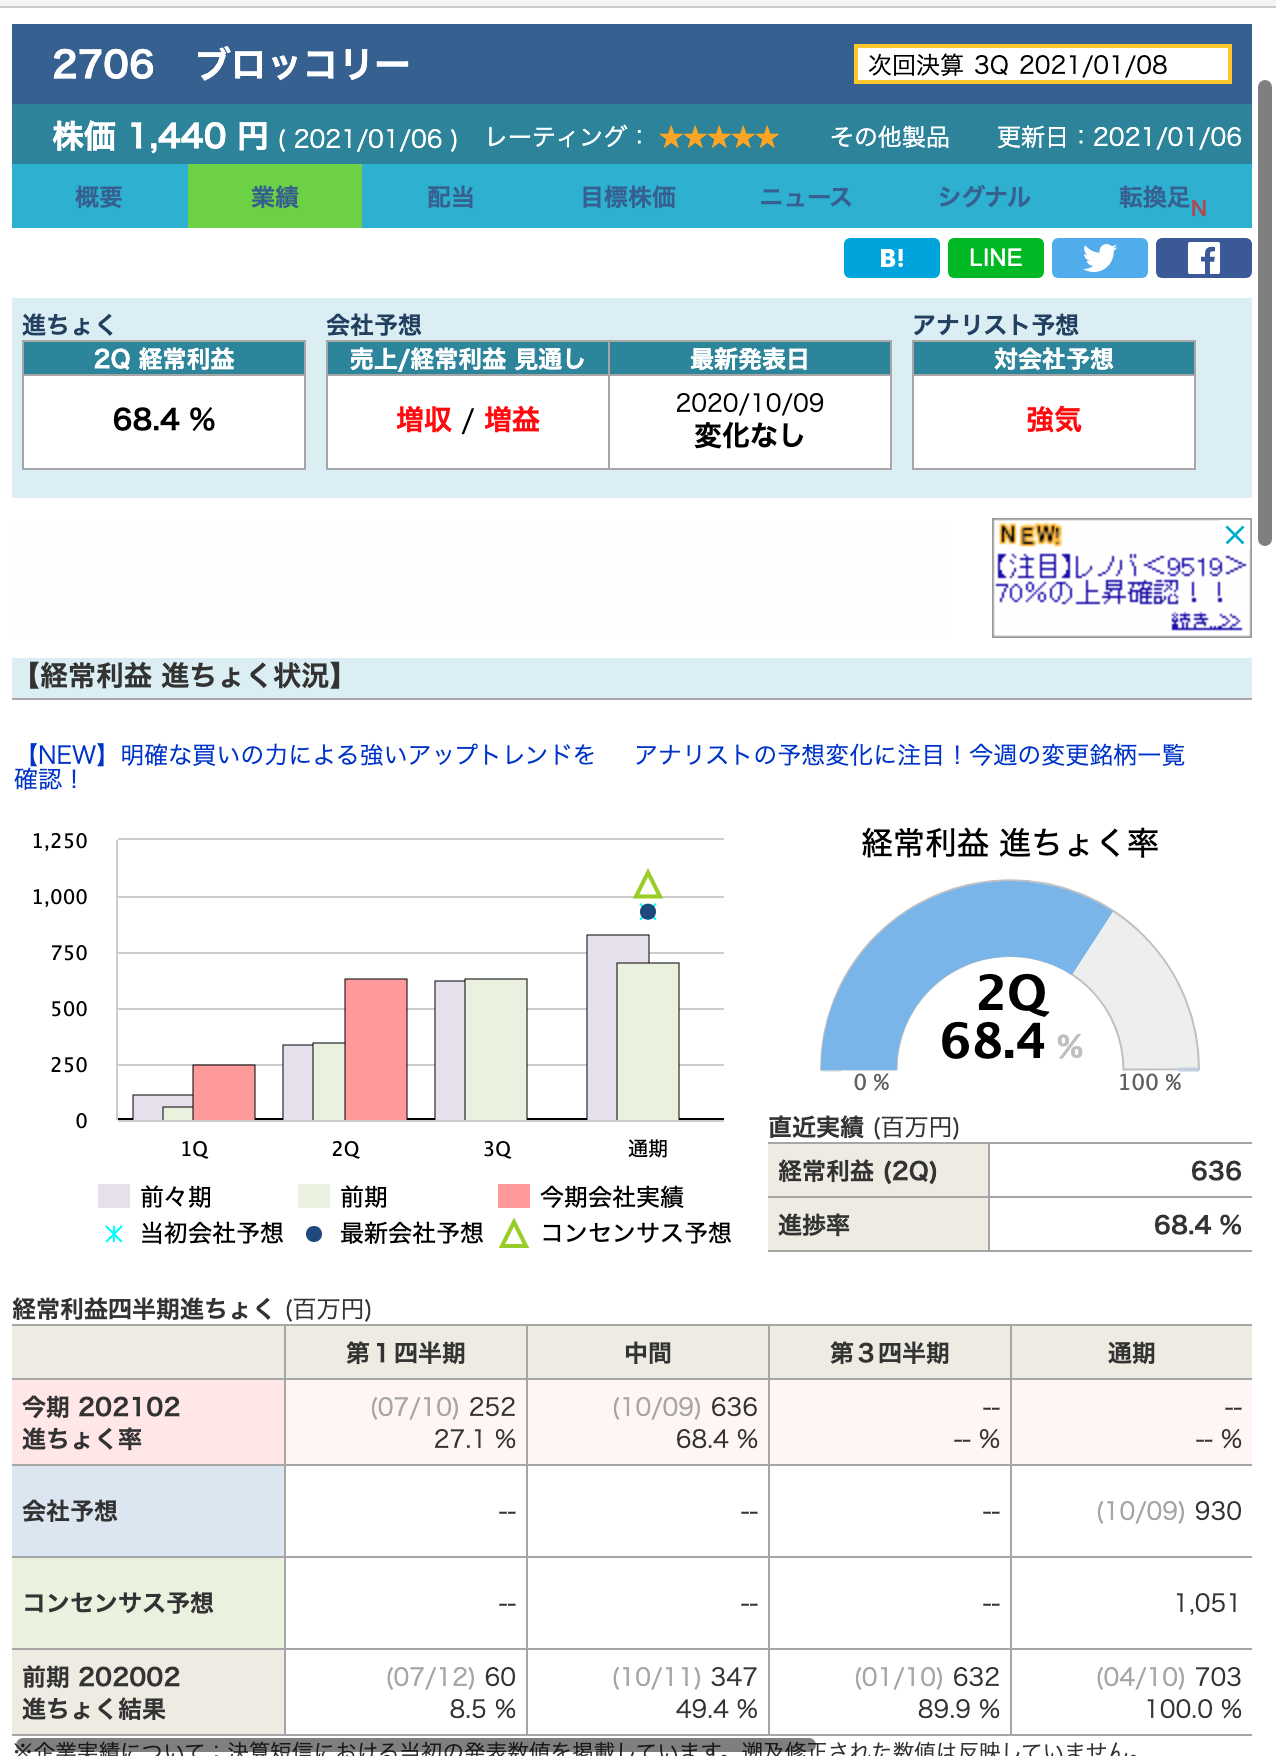 2706 ブロッコリー
次回決算 3Q 2021/01/08
株価 1,440 円 ( 2021/01/06 ) レーティング： ★★★★★ その他製品 更新日：2021/01/06
概要 業績 配当 目標株価 ニュース シグナル 転換足N
B! LINE
進ちょく 会社予想 アナリスト予想
2Q 経常利益 売上/経常利益 見通し 最新発表日 対会社予想
68.4 % 増収 / 増益 2020/10/09 強気
変化なし
NEW!
【注目】レノバ<9519>
70%の上昇確認！！
続き..>>
【経常利益 進ちょく状況】
【NEW】明確な買いの力による強いアップトレンドを
確認！
アナリストの予想変化に注目！今週の変更銘柄一覧
1,250
1,000
750
500
250
0
1Q 2Q 3Q 通期
前々期 前期 今期会社実績
当初会社予想 最新会社予想 コンセンサス予想
経常利益 進ちょく率
2Q
68.4 %
0 % 100 %
直近実績 (百万円)
経常利益 (2Q) 636
進捗率 68.4 %
経常利益四半期進ちょく (百万円)
第１四半期 中間 第３四半期 通期
今期 202102 (07/10) 252 (10/09) 636 -- --
進ちょく率 27.1 % 68.4 % -- % -- %
会社予想 -- -- -- (10/09) 930
コンセンサス予想 -- -- -- 1,051
前期 202002 (07/12) 60 (10/11) 347 (01/10) 632 (04/10) 703
進ちょく結果 8.5 % 49.4 % 89.9 % 100.0 %
※企業実績について：決算短信における当初の発表数値を掲載しています。遡及修正された数値は反映していません。